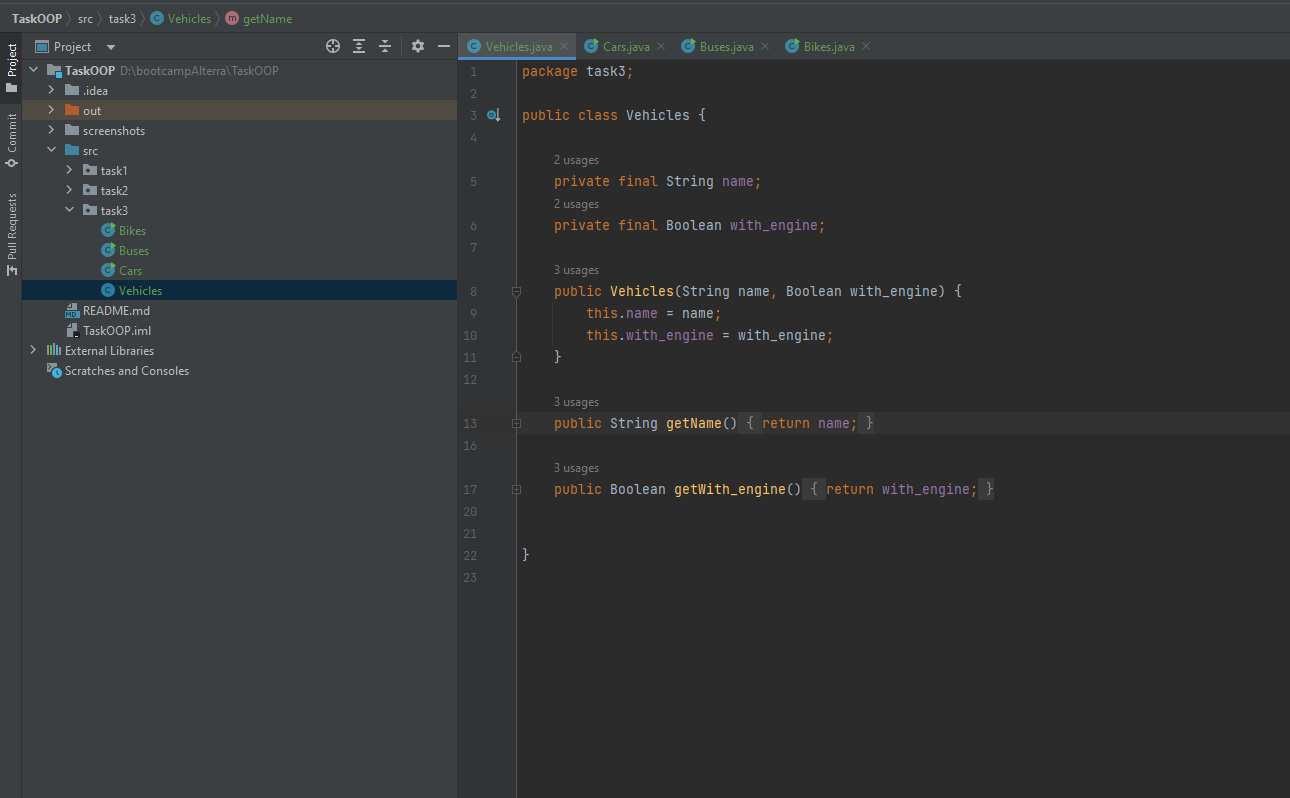 TaskOOP src task3 Vehicles getName
Project
Commit
Pull Requests
Project
TaskOOP D:\bootcampAlterra\TaskOOP
.idea
out
screenshots
src
task1
task2
task3
Bikes
Buses
Cars
Vehicles
README.md
TaskOOP.iml
External Libraries
Scratches and Consoles
Vehicles.java Cars.java Buses.java Bikes.java
1 package task3;
2
3 public class Vehicles {
4
2 usages
5 private final String name;
2 usages
6 private final Boolean with_engine;
7
3 usages
8 public Vehicles(String name, Boolean with_engine) {
9 this.name = name;
10 this.with_engine = with_engine;
11 }
12
3 usages
13 public String getName() { return name; }
16
3 usages
17 public Boolean getWith_engine() { return with_engine; }
20
21
22 }
23